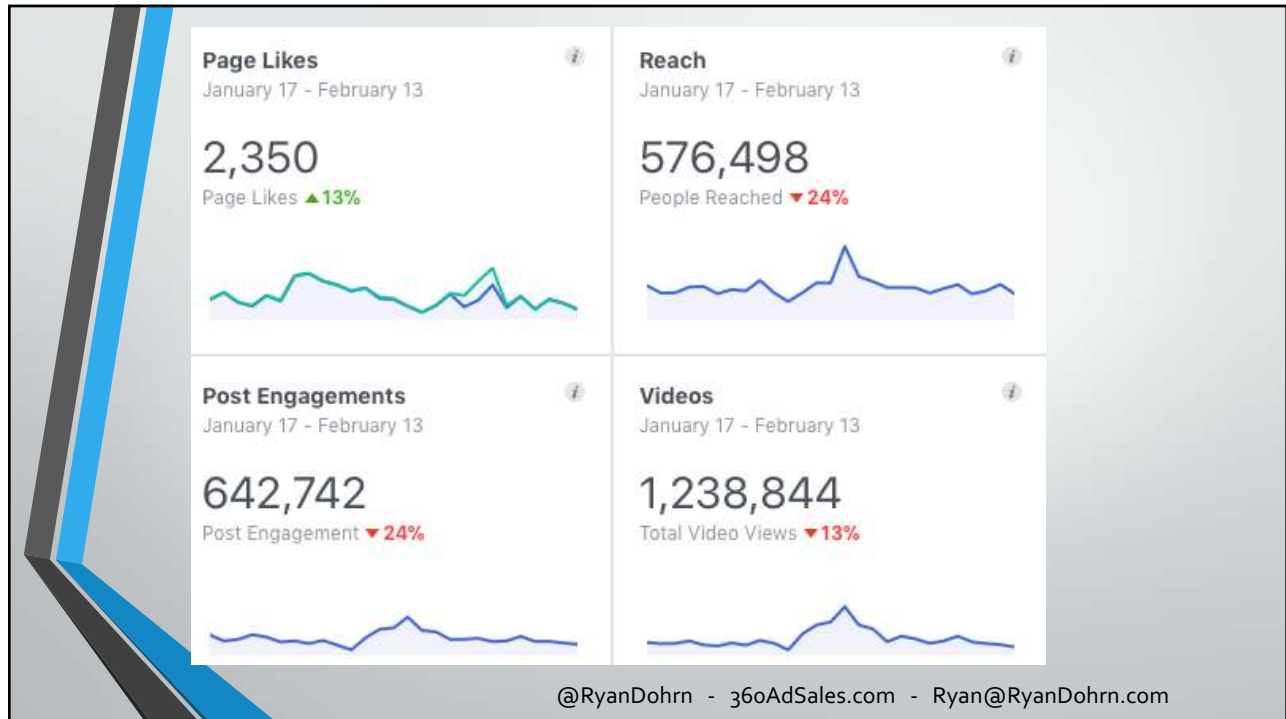 Page Likes
January 17 - February 13
2,350
Page Likes ▲13%
Reach
January 17 - February 13
576,498
People Reached ▼24%
Post Engagements
January 17 - February 13
642,742
Post Engagement ▼24%
Videos
January 17 - February 13
1,238,844
Total Video Views ▼13%
@RyanDohrn - 360AdSales.com - Ryan@RyanDohrn.com